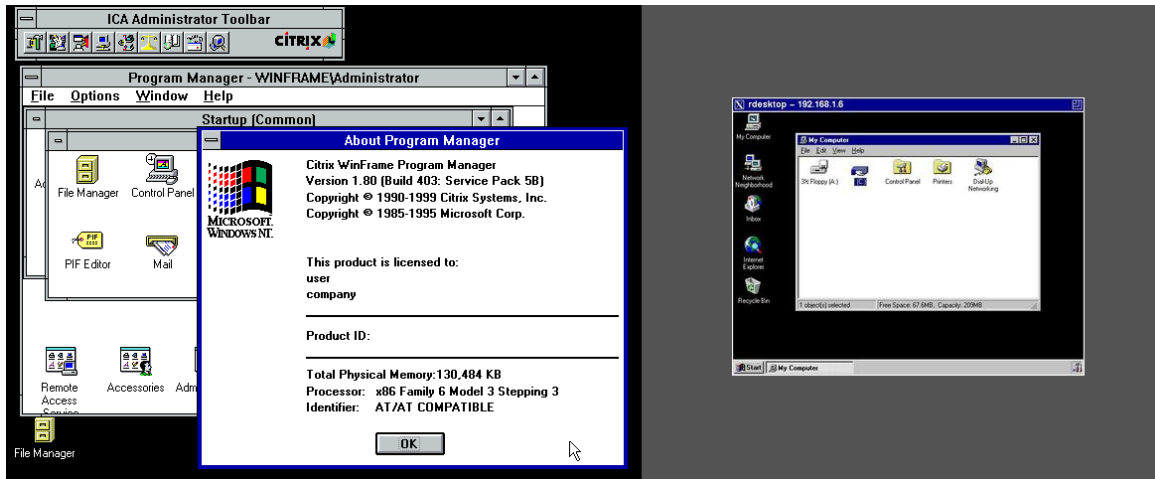 ICA Administrator Toolbar
CİTRIX
Program Manager - WINFRAME\Administrator
File Options Window Help
Startup (Common)
File Manager
Control Panel
PIF Editor
Mail
Remote
Access
Accessories
Adm
File Manager
About Program Manager
MICROSOFT.
WINDOWS NT.
Citrix WinFrame Program Manager
Version 1.80 (Build 403: Service Pack 5B)
Copyright © 1990-1999 Citrix Systems, Inc.
Copyright © 1985-1995 Microsoft Corp.
This product is licensed to:
user
company
Product ID:
Total Physical Memory:130,484 KB
Processor: x86 Family 6 Model 3 Stepping 3
Identifier: AT/AT COMPATIBLE
OK
rdesktop - 192.168.1.6
My Computer
Network
Neighborhood
Inbox
Internet
Explorer
Recycle Bin
My Computer
File Edit View Help
3½ Floppy (A:)
Control Panel
Printers
Dial-Up
Networking
1 object(s) selected
Free Space: 67.6MB, Capacity: 209MB
Start
My Computer